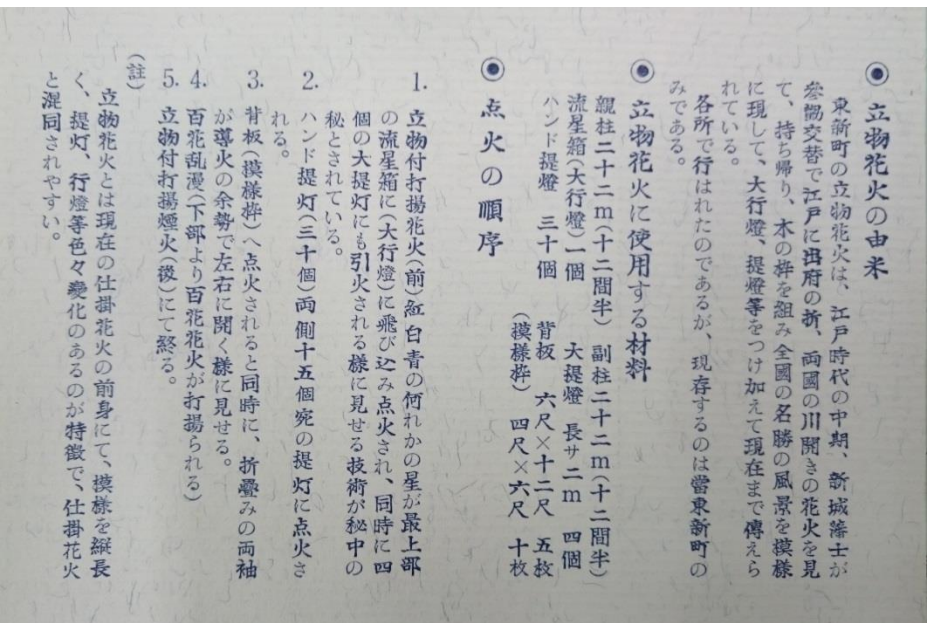 ◉ 立物花火の由来
東新町の立物花火は、江戸時代の中期、新城藩士が
参覲交替で江戸に出府の折、両國の川開きの花火を見
て、持ち帰り、木の枠を組み全國の名勝の風景を摸様
に現して、大行燈、提燈等をつけ加えて現在まで傳えら
れている。
各所で行はれたのであるが、現存するのは當東新町の
みである。
◉ 立物花火に使用する材料
親柱二十二m(十二間半) 副柱二十二m(十二間半)
流星箱(大行燈)一個 大提燈 長サ二m 四個
ハンド提燈 三十個 背板 六尺×十二尺 五枚
(摸様枠) 四尺×六尺 十枚
◉ 点火の順序
1. 立物付打揚花火(前)紅白青の何れかの星が最上部
の流星箱に(大行燈)に飛び込み点火され、同時に四
個の大提灯にも引火される様に見せる技術が秘中の
秘とされている。
2. ハンド提灯(三十個)両側十五個宛の提灯に点火さ
れる。
3. 背板(摸様枠)へ点火されると同時に、折疊みの両袖
が導火の余勢で左右に開く様に見せる。
4. 百花乱漫(下部より百花花火が打揚られる)
5. 立物付打揚煙火(後)にて終る。
(註)
立物花火とは現在の仕掛花火の前身にて、摸様を縦長
く、提灯、行燈等色々變化のあるのが特徴で、仕掛花火
と混同されやすい。